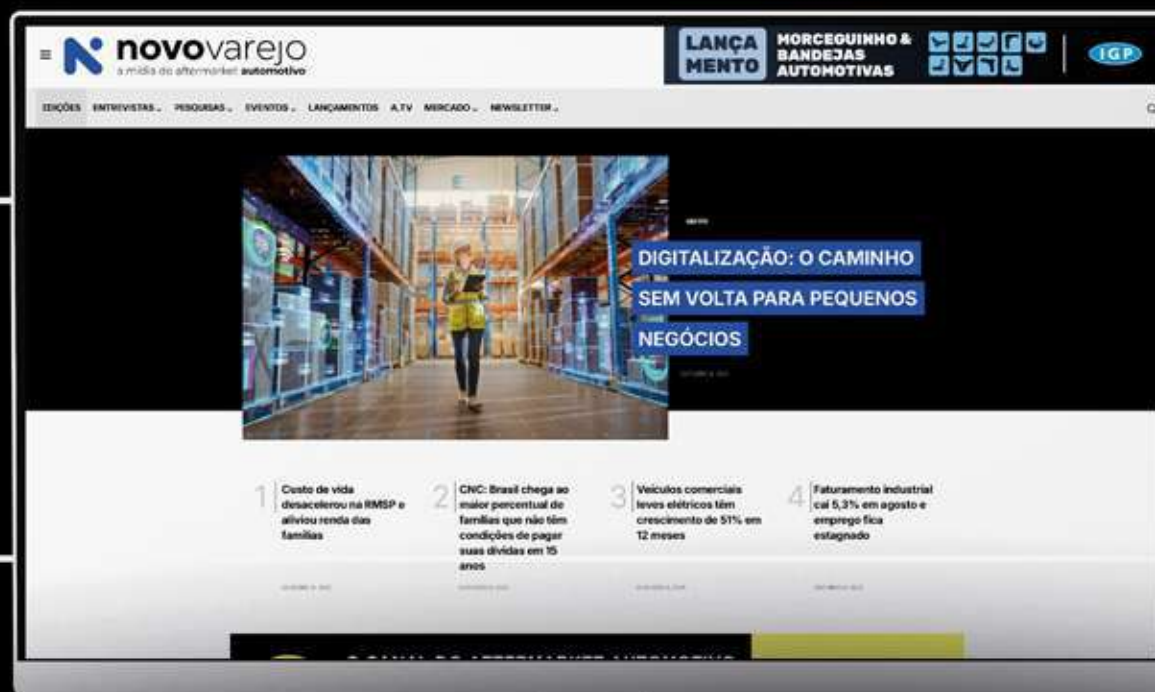 novovarejo
a mídia do aftermarket automotivo
LANÇA
MENTO
MORCEGUINHO &
BANDEJAS
AUTOMOTIVAS
IGP
EDIÇÕES ENTREVISTAS PESQUISAS EVENTOS LANÇAMENTOS A.TV MERCADO NEWSLETTER
DIGITALIZAÇÃO: O CAMINHO
SEM VOLTA PARA PEQUENOS
NEGÓCIOS
1
Custo de vida
desacelerou na RMSP e
aliviou renda das
famílias
2
CNC: Brasil chega ao
maior percentual de
famílias que não têm
condições de pagar
suas dívidas em 15
anos
3
Veículos comerciais
leves elétricos têm
crescimento de 51% em
12 meses
4
Faturamento industrial
cai 5,3% em agosto e
emprego fica
estagnado
O CANAL DO AFTERMARKET AUTOMOTIVO